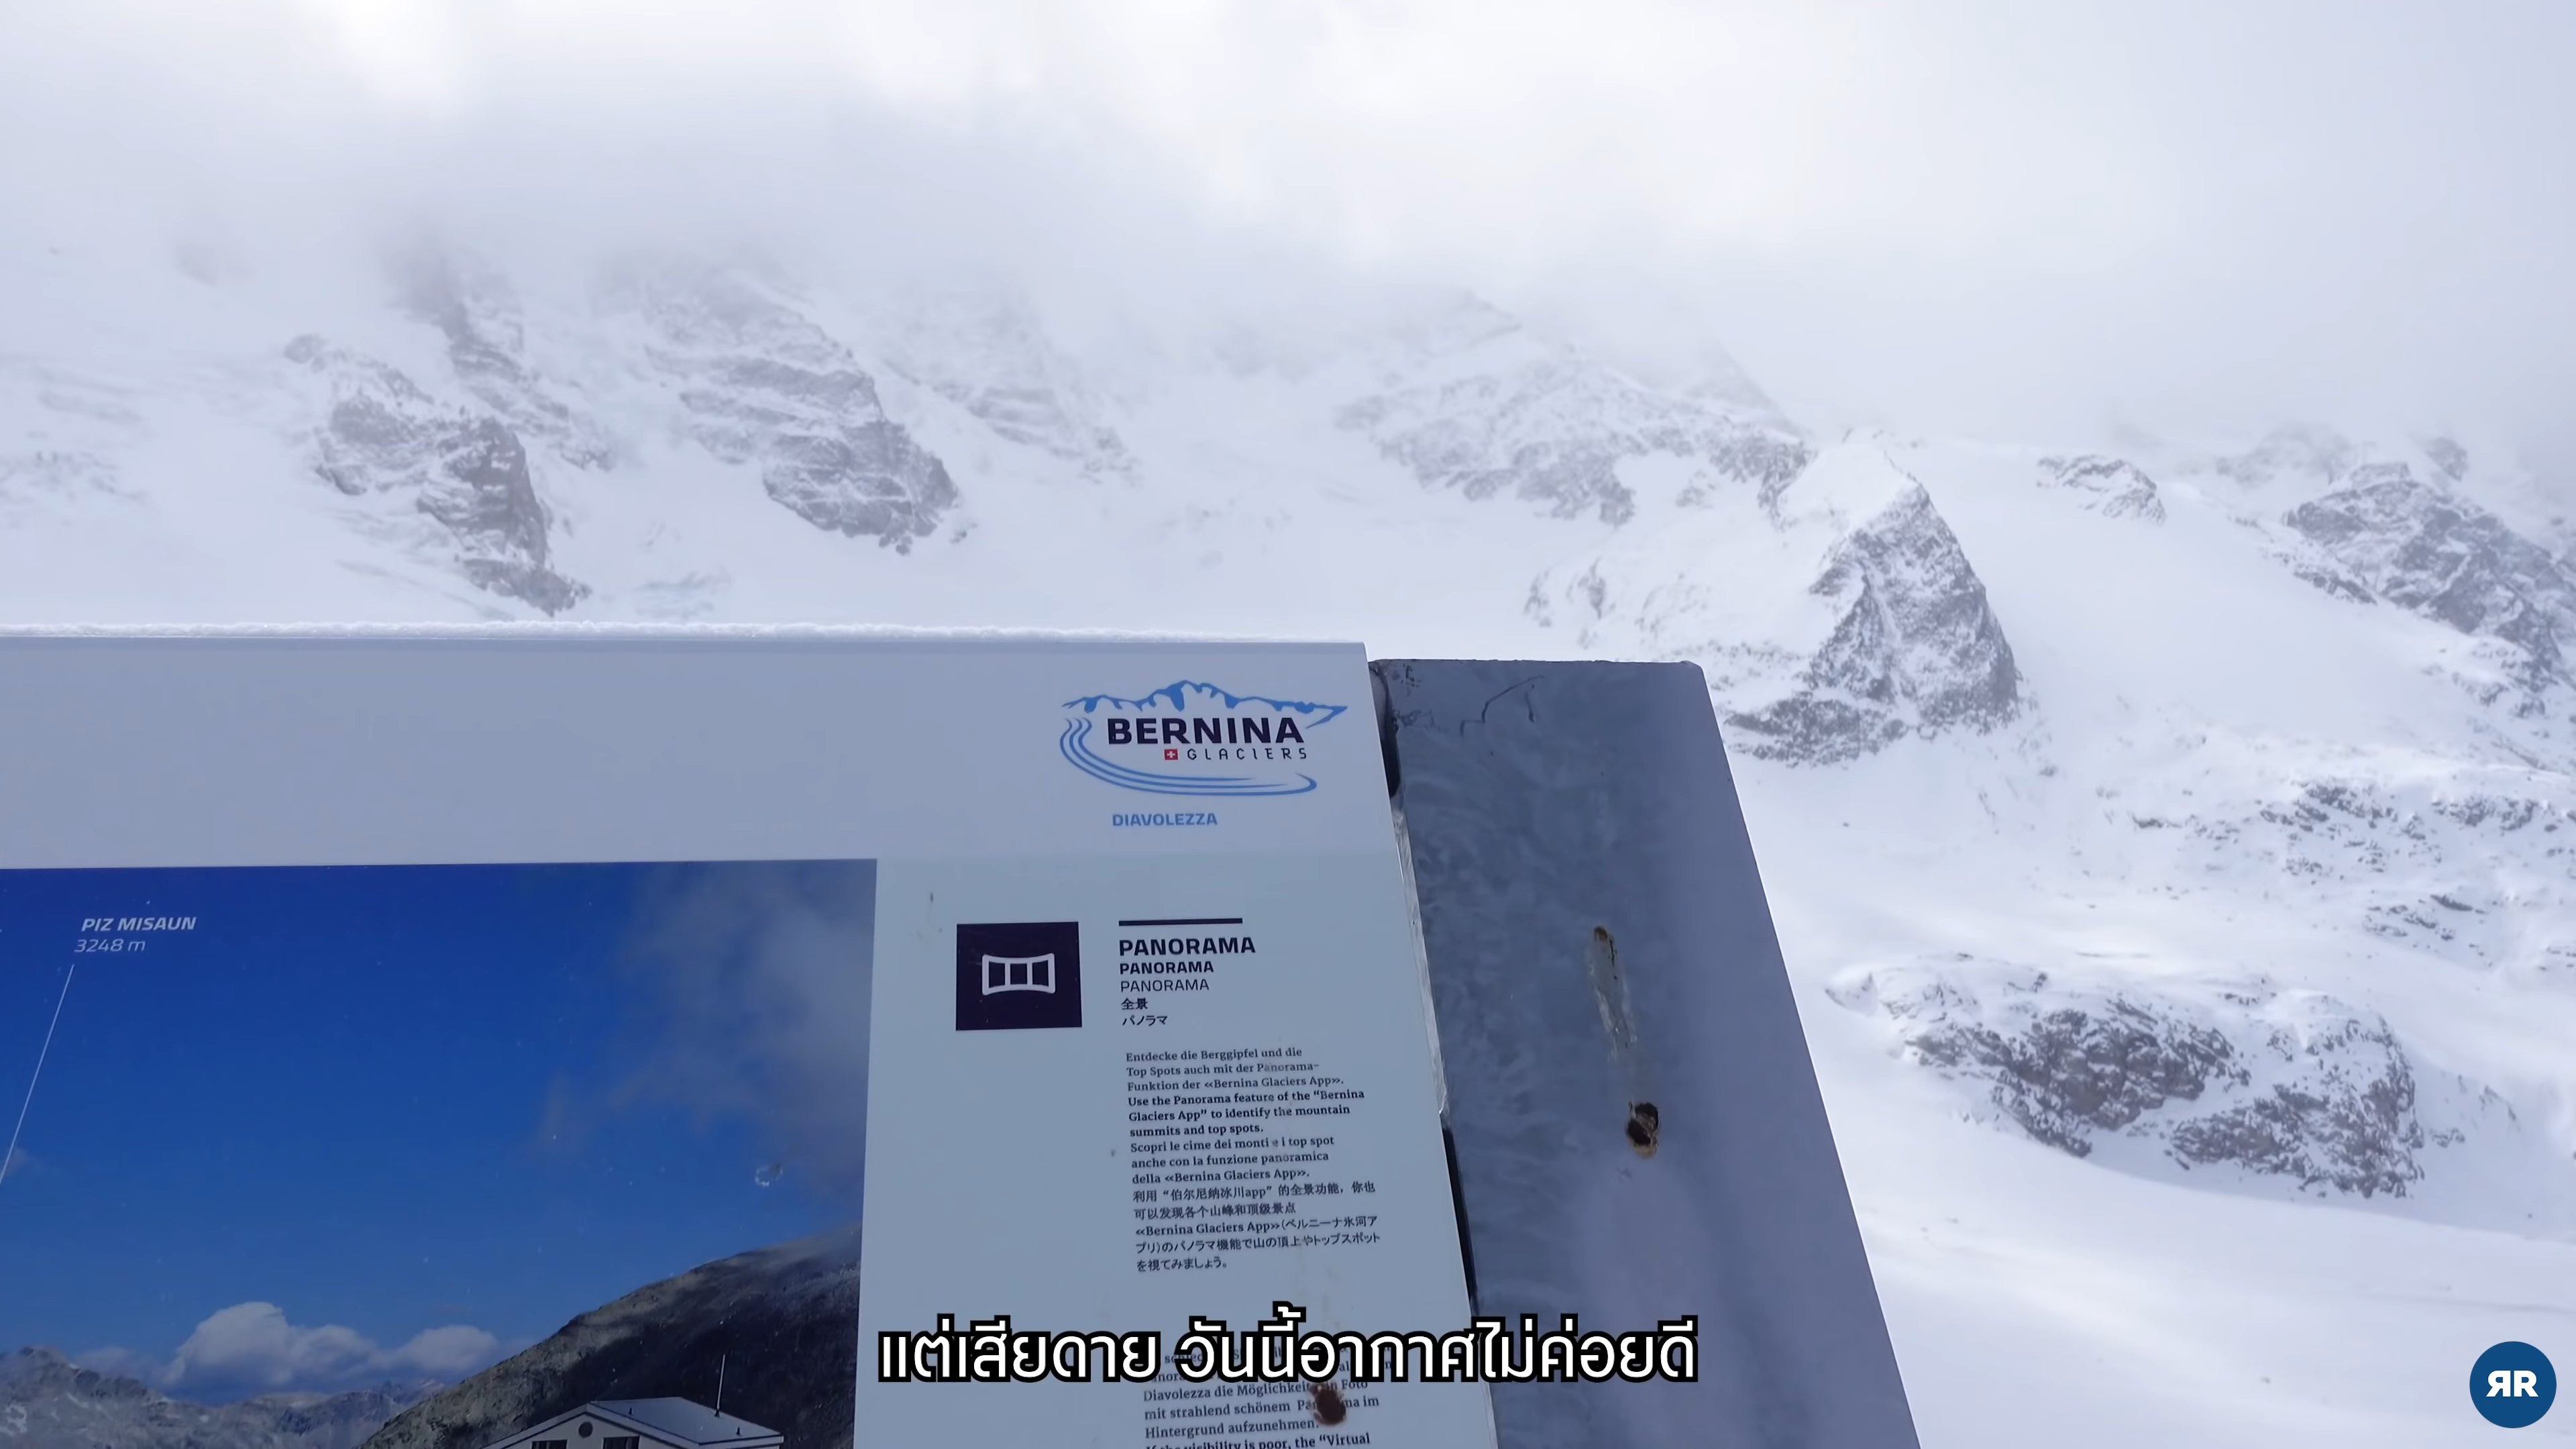 BERNINA
GLACIERS
DIAVOLEZZA
PIZ MISAUN
3248 m
PANORAMA
PANORAMA
PANORAMA
全景
パノラマ
Entdecke die Berggipfel und die
Top Spots auch mit der Panorama-
Funktion der «Bernina Glaciers App».
Use the Panorama feature of the “Bernina
Glaciers App” to identify the mountain
summits and top spots.
Scopri le cime dei monti e i top spot
anche con la funzione panoramica
della «Bernina Glaciers App».
利用“伯尔尼纳冰川app”的全景功能，你也
可以发现各个山峰和顶级景点
«Bernina Glaciers App»(ベルニーナ氷河ア
プリ)のパノラマ機能で山の頂上やトップスポット
を視てみましょう。
แต่เสียดาย วันนี้อากาศไม่ค่อยดี
Diavolezza die Möglichkeit Foto
mit strahlend schönem im
Hintergrund aufzunehmen.
If the visibility is poor, the “Virtual
RR